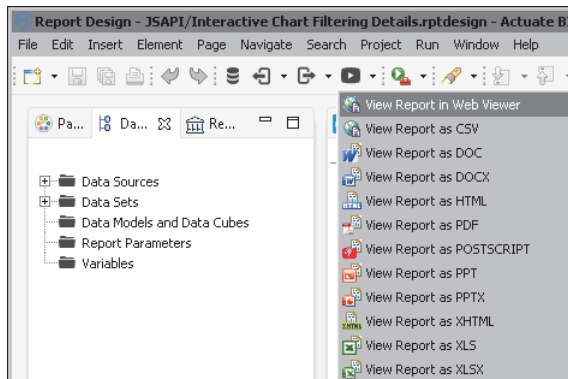 Report Design - JSAPI/Interactive Chart Filtering Details.rptdesign - Actuate B
File Edit Insert Element Page Navigate Search Project Run Window Help
Pa... Da... Re...
Data Sources
Data Sets
Data Models and Data Cubes
Report Parameters
Variables
View Report in Web Viewer
View Report as CSV
View Report as DOC
View Report as DOCX
View Report as HTML
View Report as PDF
View Report as POSTSCRIPT
View Report as PPT
View Report as PPTX
View Report as XHTML
View Report as XLS
View Report as XLSX